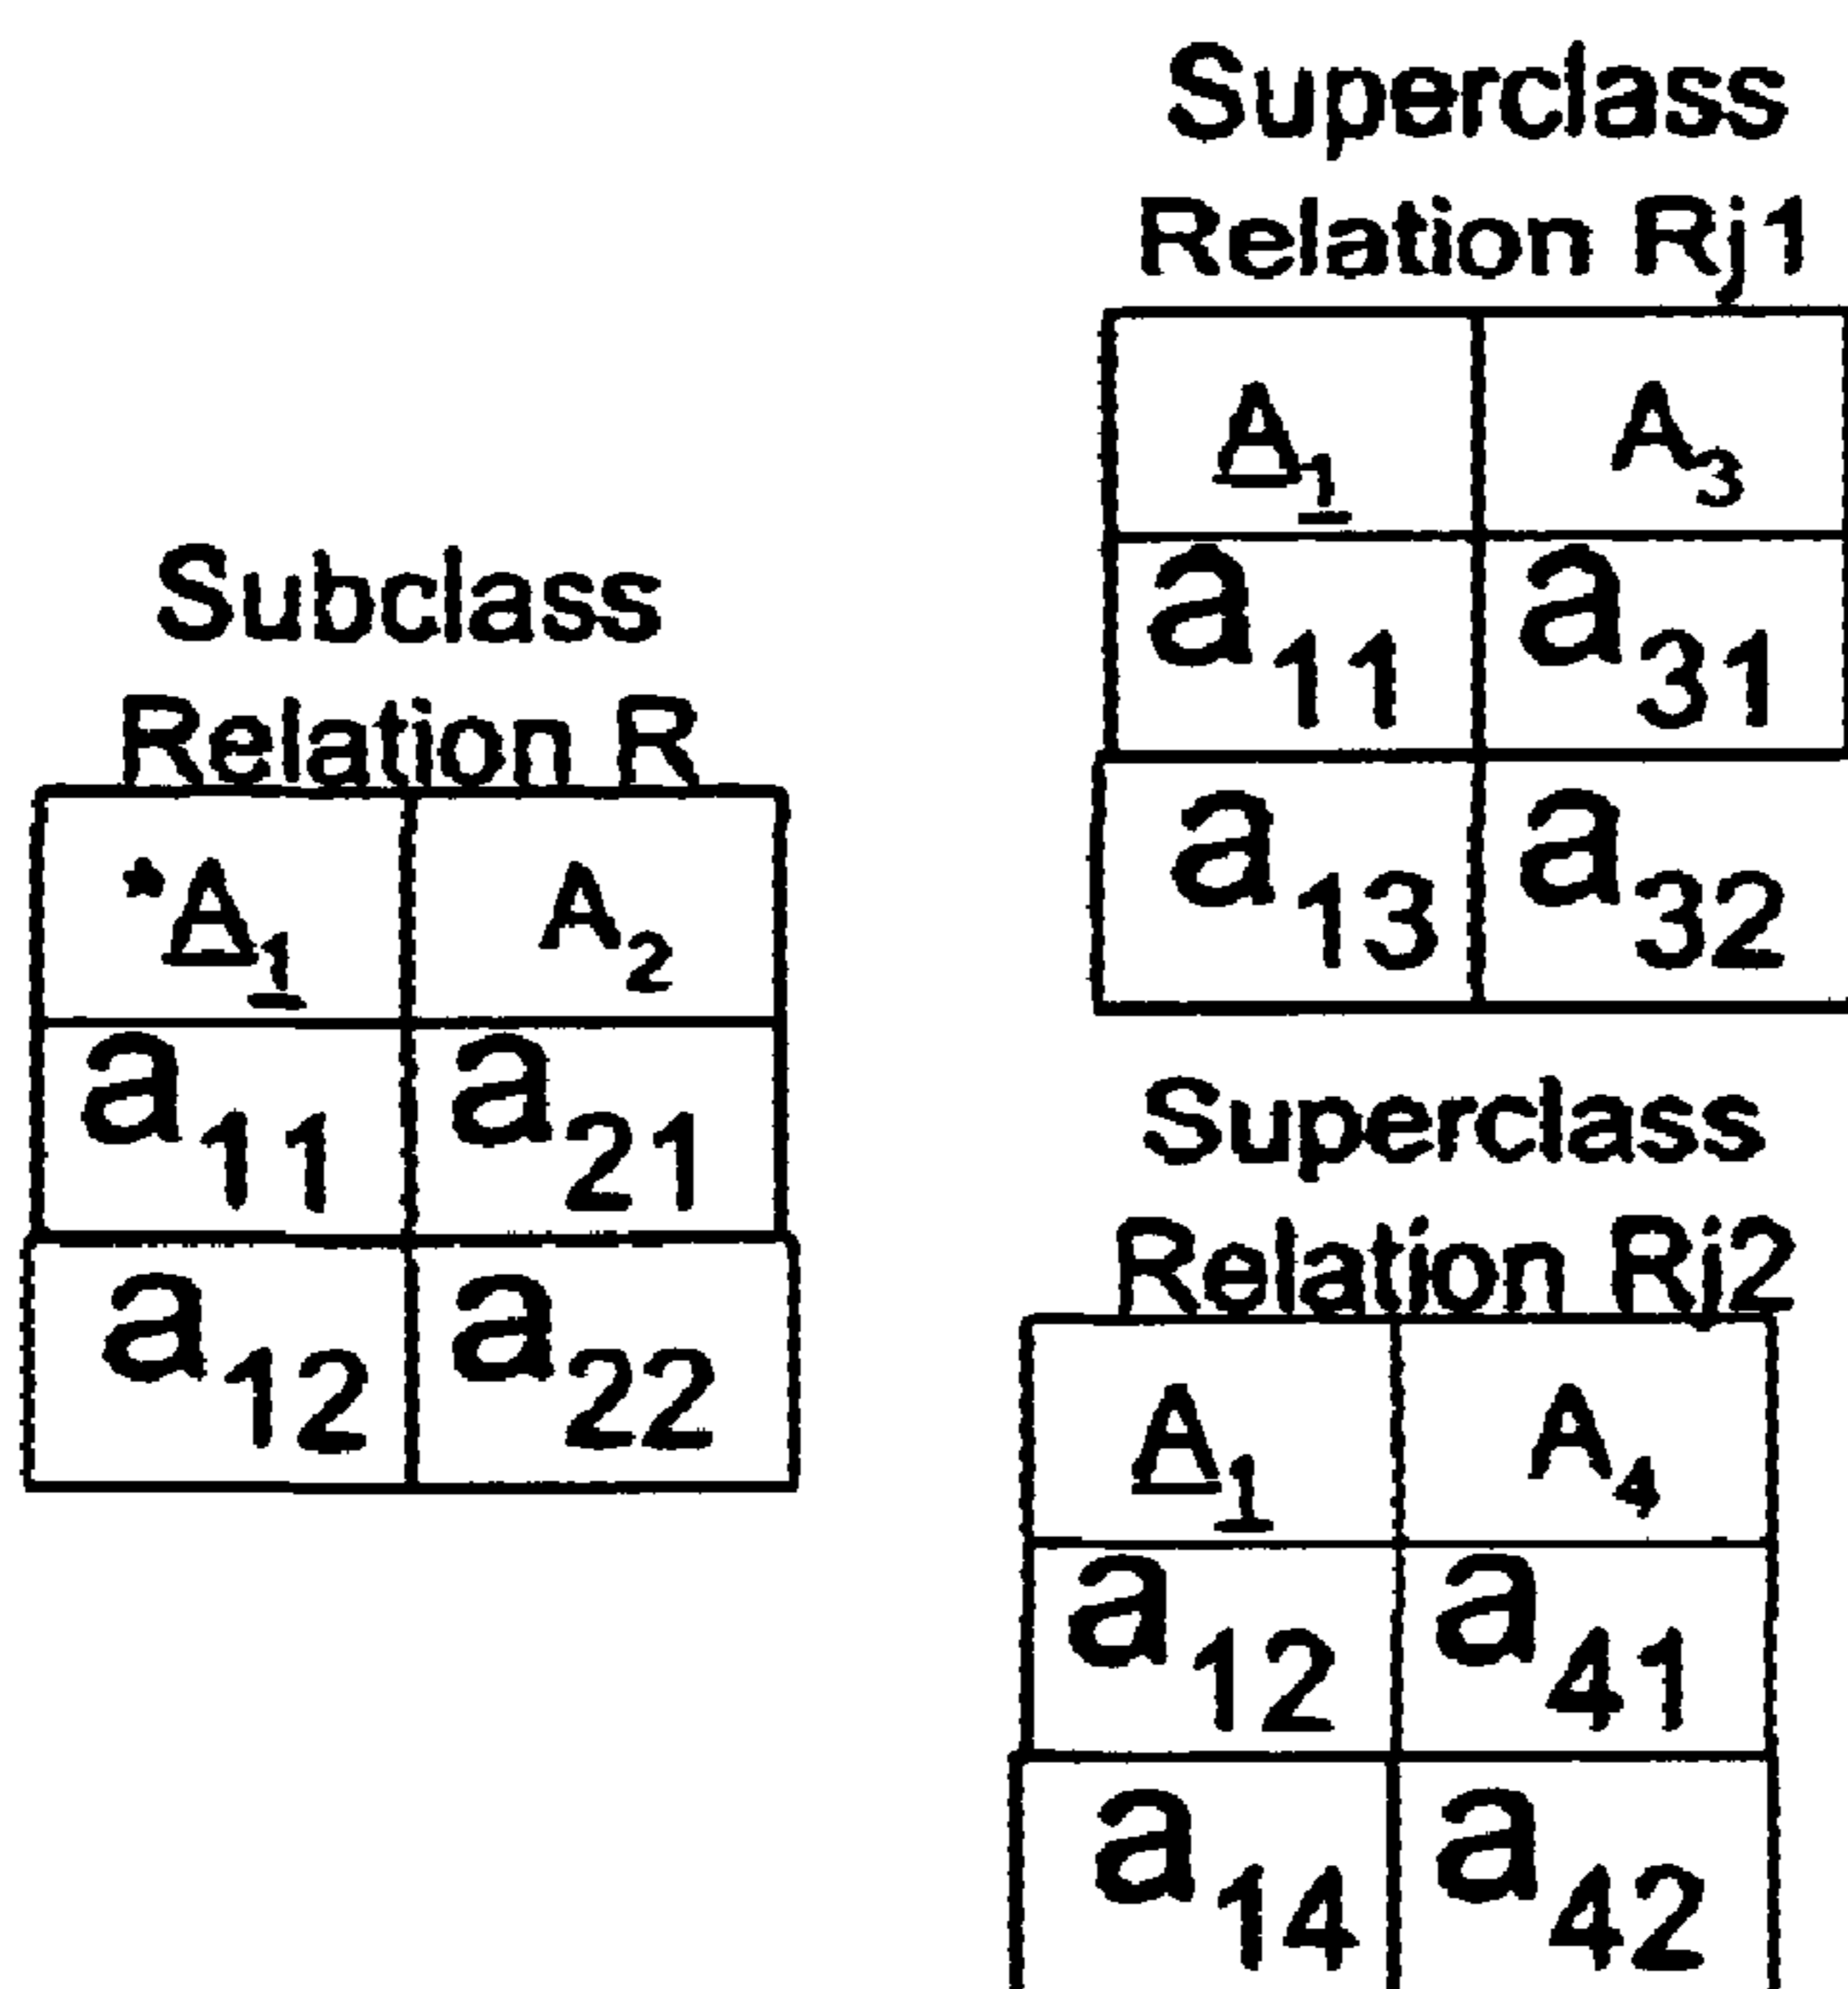 Superclass
Relation Rj1
A1 A3
a11 a31
a13 a32
Subclass
Relation R
*A1 A2
a11 a21
a12 a22
Superclass
Relation Rj2
A1 A4
a12 a41
a14 a42